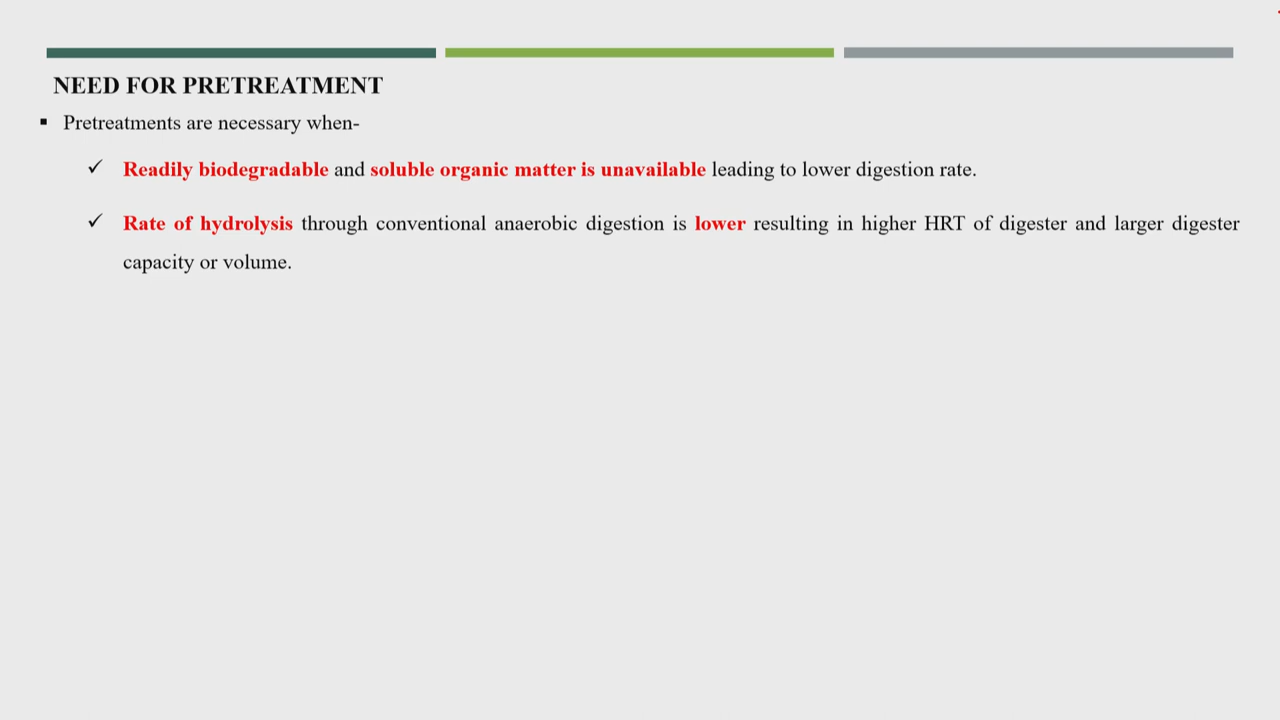 NEED FOR PRETREATMENT
▪ Pretreatments are necessary when-
✓ Readily biodegradable and soluble organic matter is unavailable leading to lower digestion rate.
✓ Rate of hydrolysis through conventional anaerobic digestion is lower resulting in higher HRT of digester and larger digester
capacity or volume.